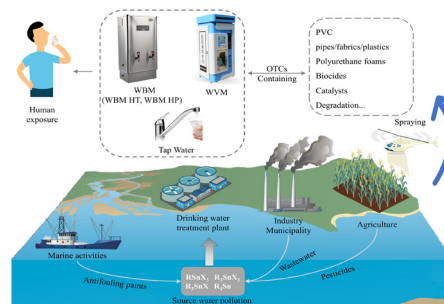 WBM
(WBM HT, WBM HP)
WVM
Tap Water
Human
exposure
OTCs
Containing
PVC
pipes/fabrics/plastics
Polyurethane foams
Biocides
Catalysts
Degradation...
Spraying
Drinking water
treatment plant
Industry
Municipality
Agriculture
Marine activities
Antifouling paints
Wastewater
Pesticides
RSnX₃ R₂SnX₂
R₃SnX R₄Sn
Source water pollution